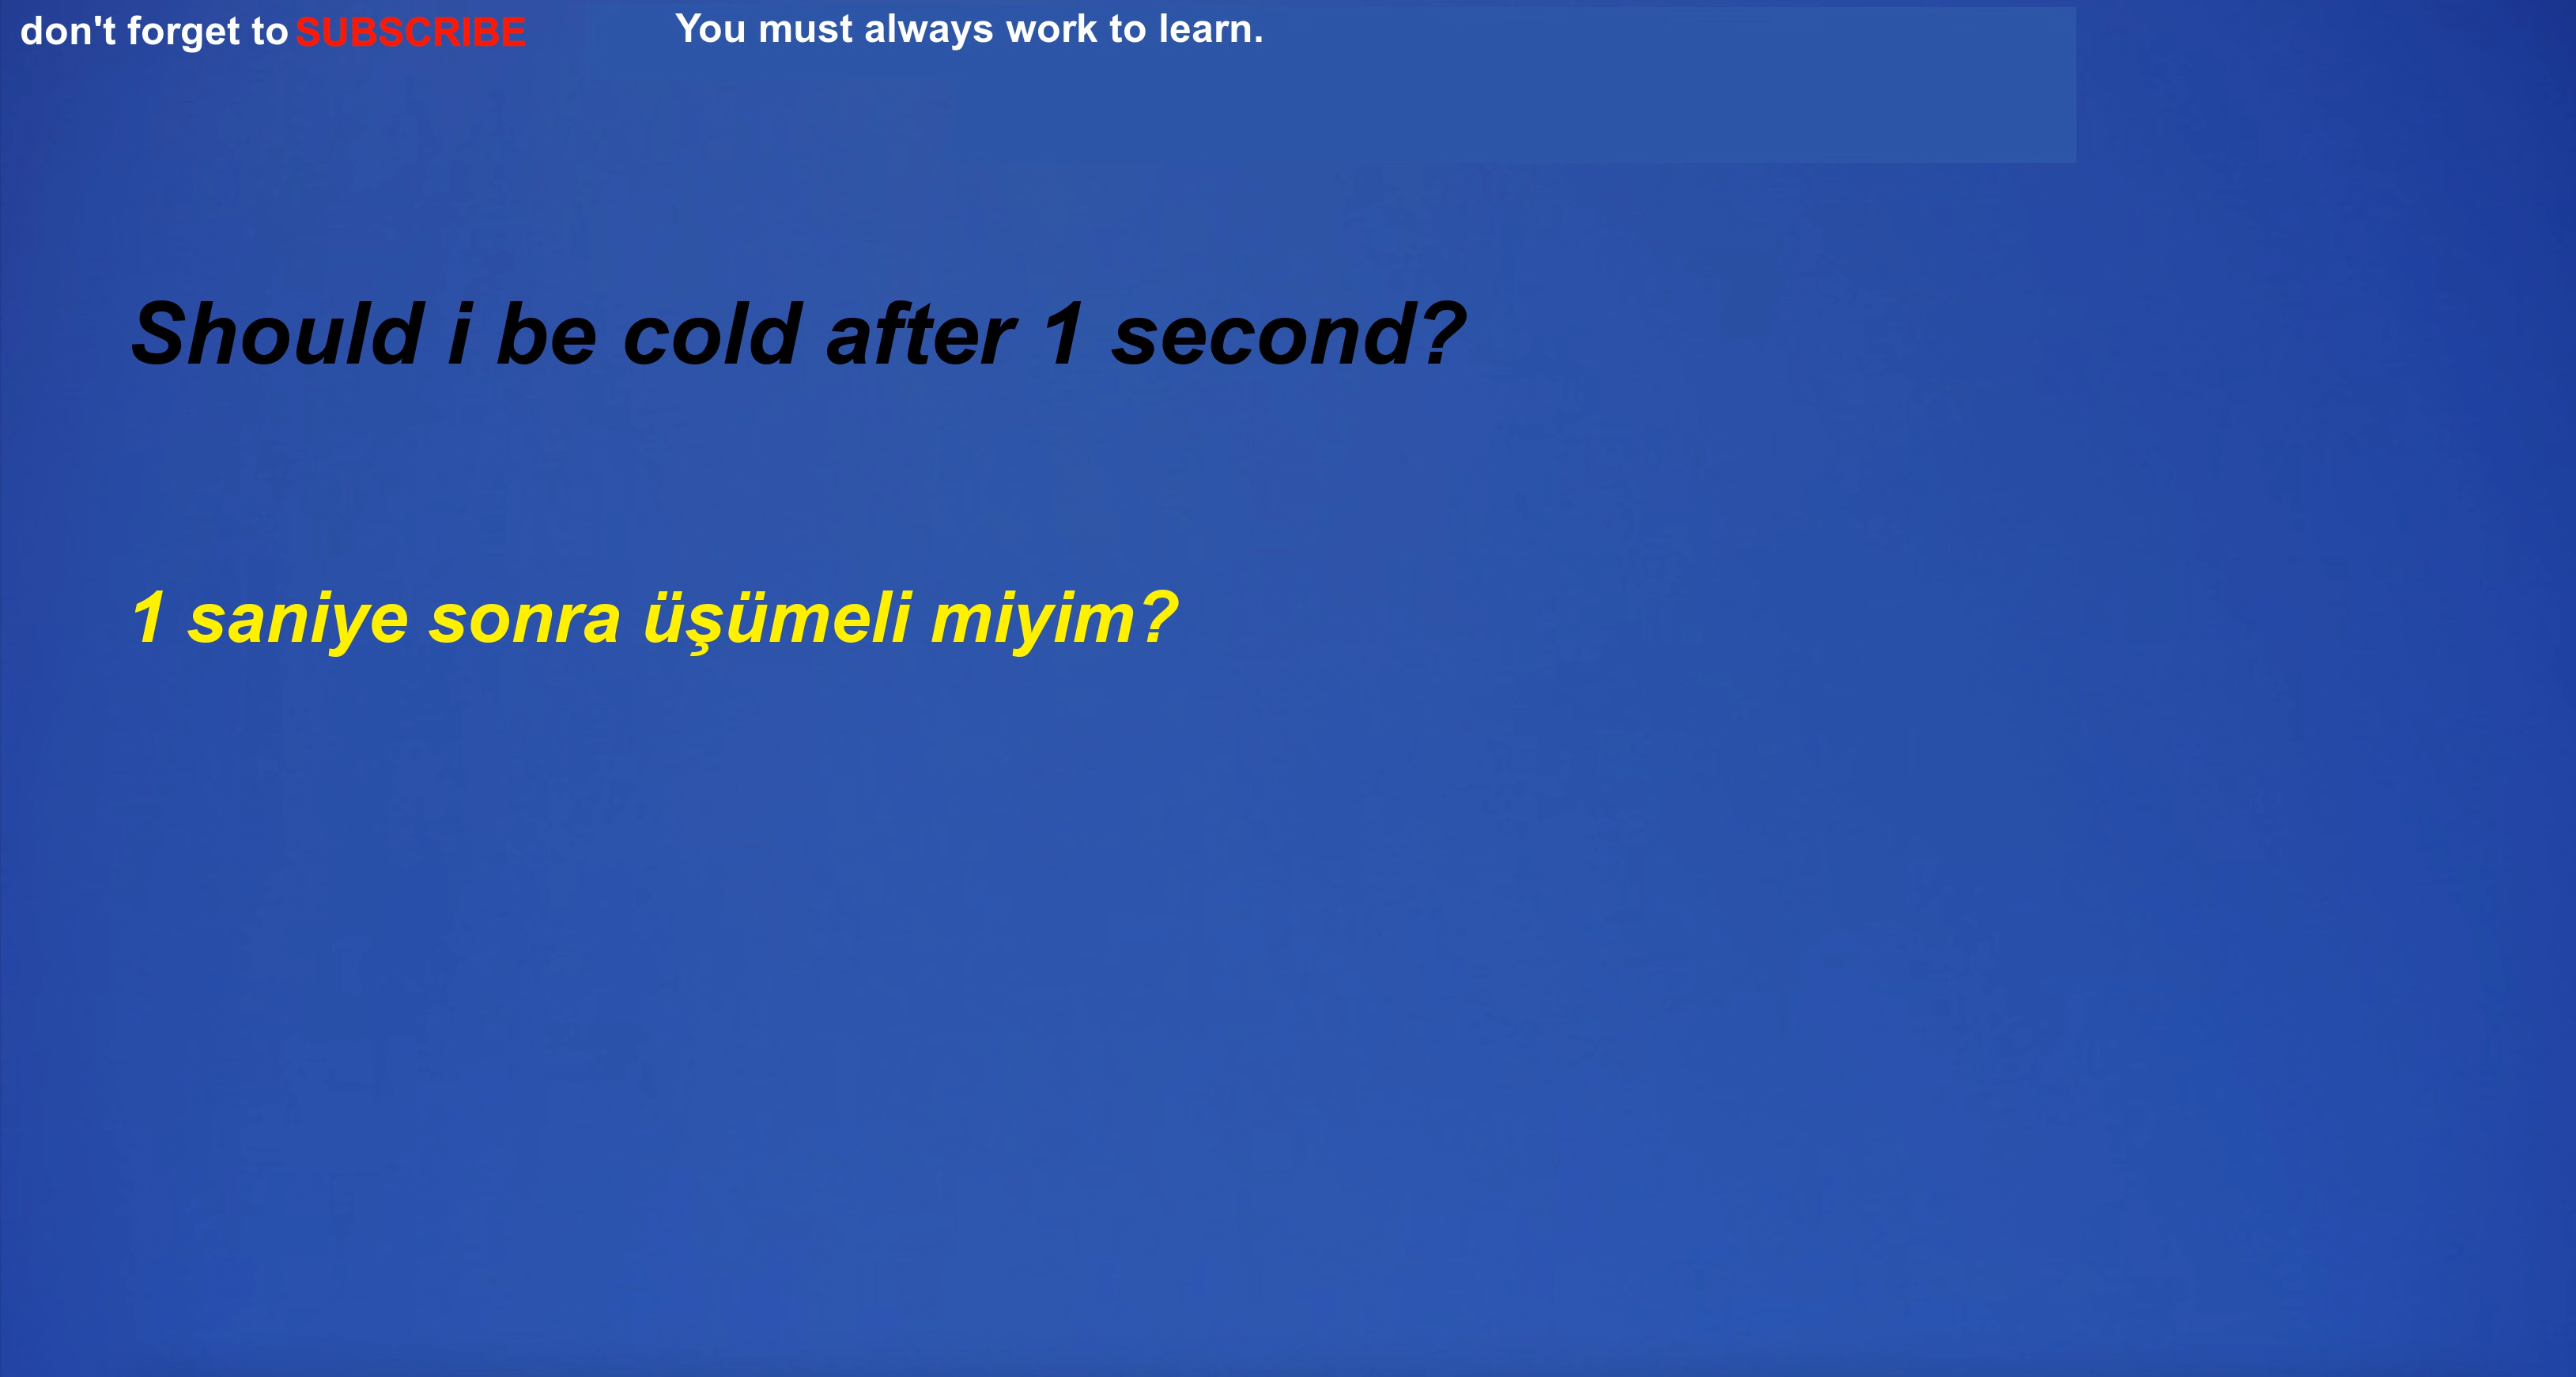 don't forget to SUBSCRIBE
You must always work to learn.
Should i be cold after 1 second?
1 saniye sonra üşümeli miyim?